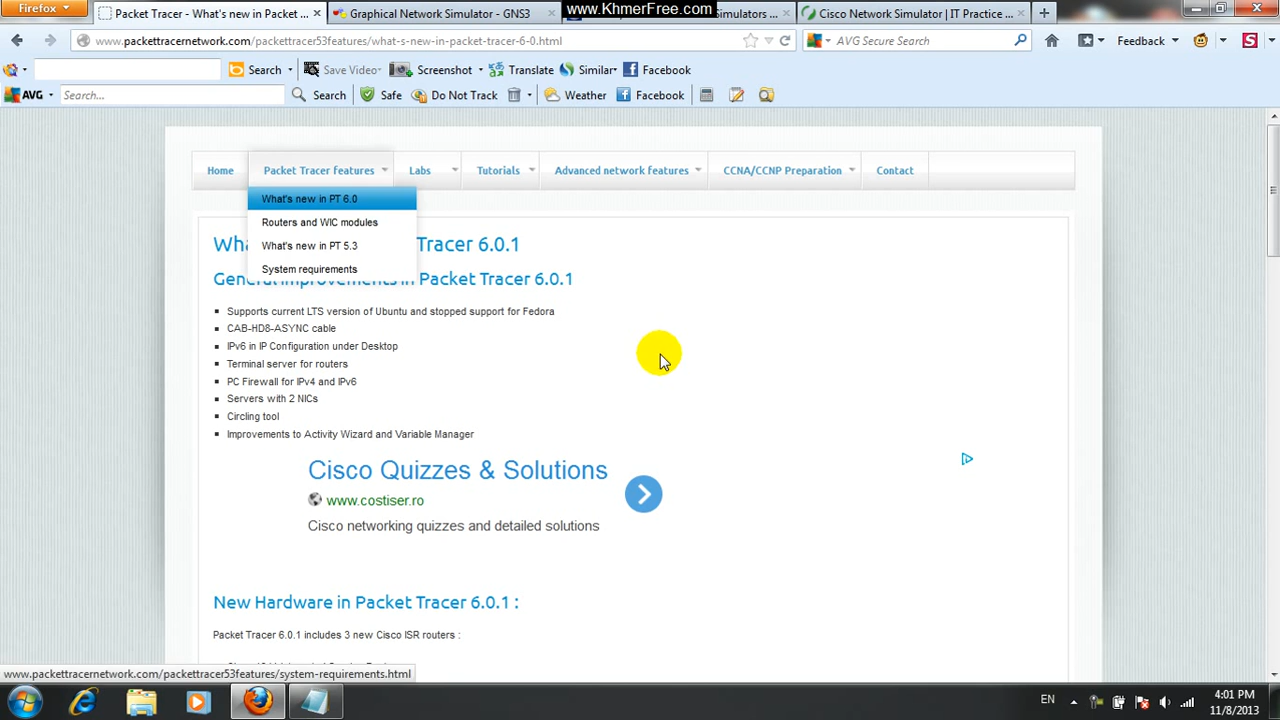 Firefox
Packet Tracer - What's new in Packet ...
Graphical Network Simulator - GNS3
www.KhmerFree.com
Simulators ...
Cisco Network Simulator | IT Practice ...
www.packettracernetwork.com/packettracer53features/what-s-new-in-packet-tracer-6-0.html
AVG Secure Search
Feedback
Search
Save Video
Screenshot
Translate
Similar
Facebook
AVG
Search...
Search
Safe
Do Not Track
Weather
Facebook
Home
Packet Tracer features
Labs
Tutorials
Advanced network features
CCNA/CCNP Preparation
Contact
What's new in PT 6.0
Routers and WIC modules
What's new in PT 5.3
System requirements
Wha Tracer 6.0.1
General improvements in Packet Tracer 6.0.1
Supports current LTS version of Ubuntu and stopped support for Fedora
CAB-HD8-ASYNC cable
IPv6 in IP Configuration under Desktop
Terminal server for routers
PC Firewall for IPv4 and IPv6
Servers with 2 NICs
Circling tool
Improvements to Activity Wizard and Variable Manager
Cisco Quizzes & Solutions
www.costiser.ro
Cisco networking quizzes and detailed solutions
New Hardware in Packet Tracer 6.0.1 :
Packet Tracer 6.0.1 includes 3 new Cisco ISR routers :
www.packettracernetwork.com/packettracer53features/system-requirements.html
EN
4:01 PM
11/8/2013